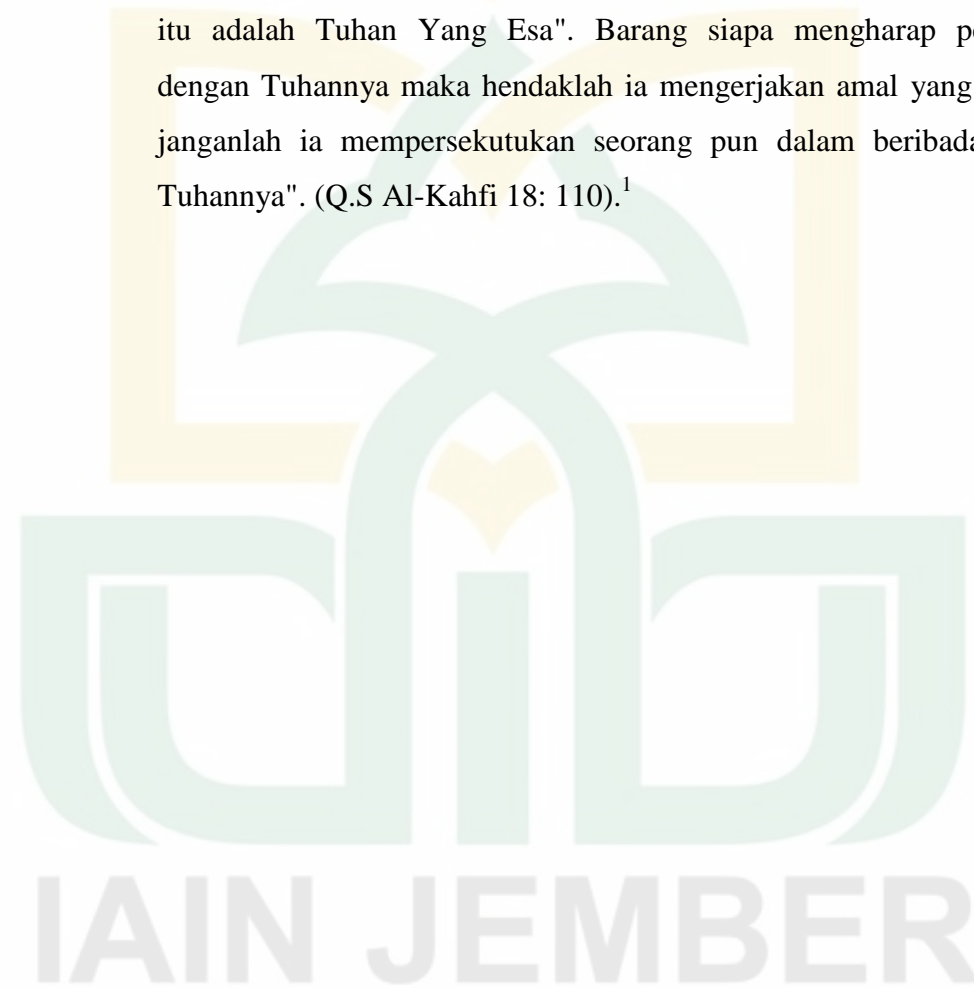 itu adalah Tuhan Yang Esa". Barang siapa mengharap
dengan Tuhannya maka hendaklah ia mengerjakan amal yang
janganlah ia mempersekutukan seorang pun dalam
Tuhannya". (Q.S Al-Kahfi 18: 110).1
IAIN JEMBER